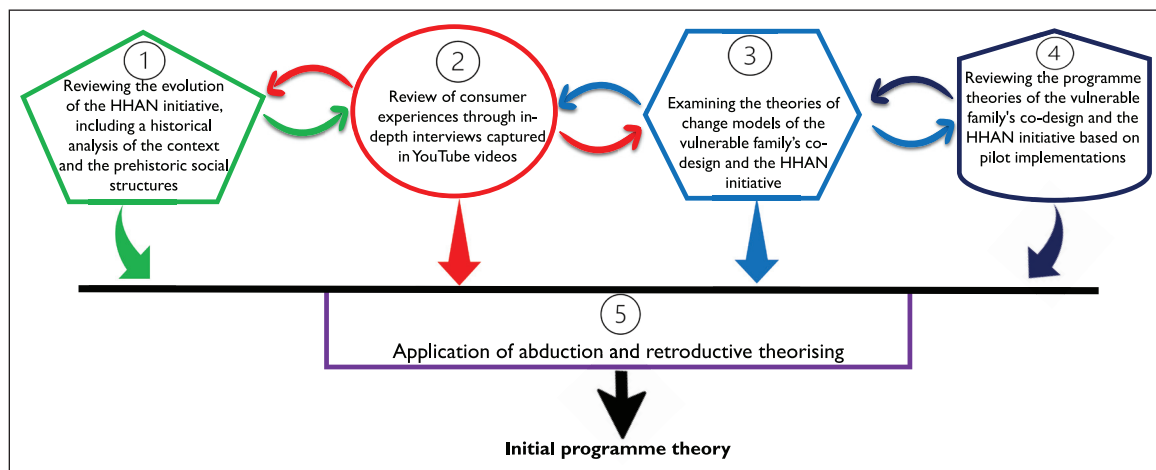 1
Reviewing the evolution
of the HHAN initiative,
including a historical
analysis of the context
and the prehistoric social
structures
2
Review of consumer
experiences through in-
depth interviews captured
in YouTube videos
3
Examining the theories of
change models of the
vulnerable family's co-
design and the HHAN
initiative
4
Reviewing the programme
theories of the vulnerable
family's co-design and the
HHAN initiative based on
pilot implementations
5
Application of abduction and retroductive theorising
Initial programme theory